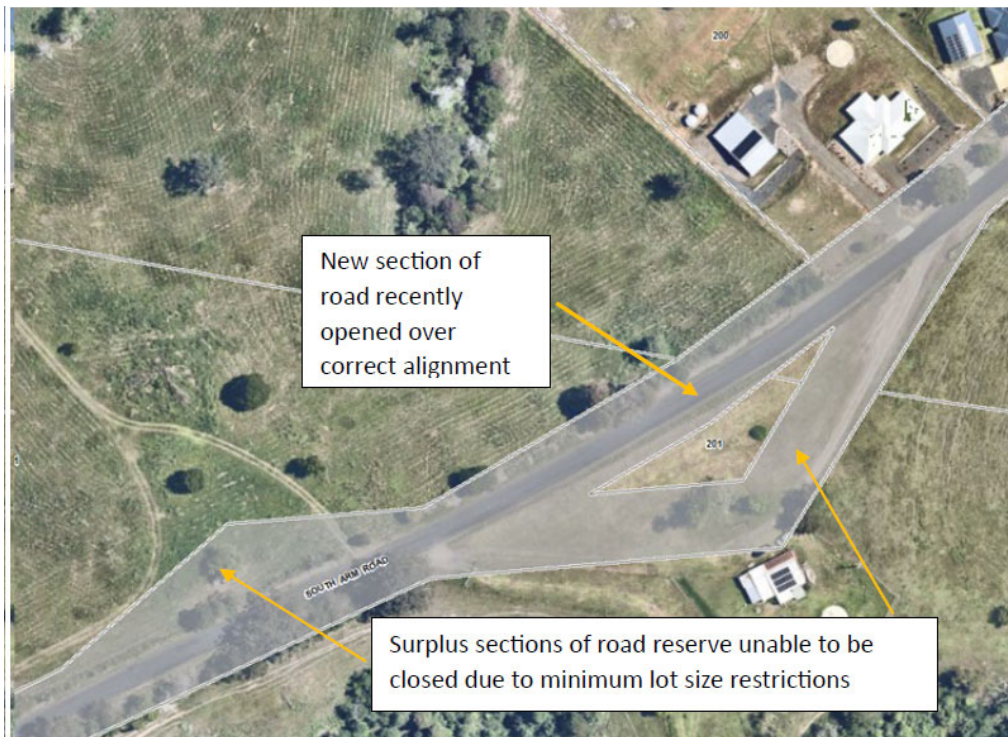 200
New section of
road recently
opened over
correct alignment
201
1
SOUTH ARM ROAD
Surplus sections of road reserve unable to be
closed due to minimum lot size restrictions